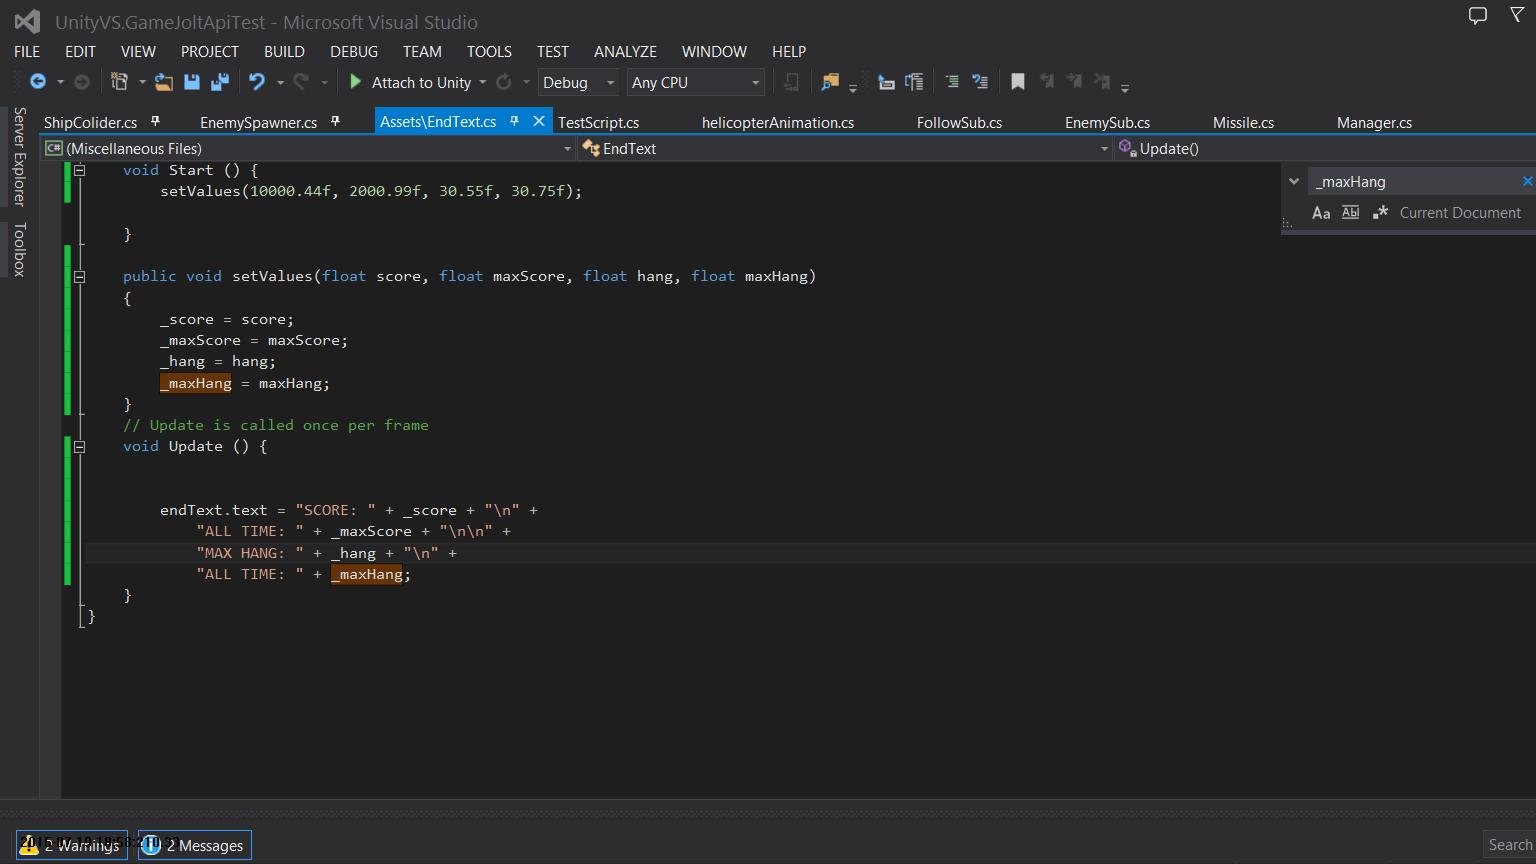 UnityVS.GameJoltApiTest - Microsoft Visual Studio
FILE EDIT VIEW PROJECT BUILD DEBUG TEAM TOOLS TEST ANALYZE WINDOW HELP
Attach to Unity Debug Any CPU
Server Explorer
Toolbox
ShipColider.cs EnemySpawner.cs Assets\EndText.cs TestScript.cs helicopterAnimation.cs FollowSub.cs EnemySub.cs Missile.cs Manager.cs
C# (Miscellaneous Files) EndText Update()
_maxHang
Aa Abl .* Current Document
void Start () {
setValues(10000.44f, 2000.99f, 30.55f, 30.75f);
}
public void setValues(float score, float maxScore, float hang, float maxHang)
{
_score = score;
_maxScore = maxScore;
_hang = hang;
_maxHang = maxHang;
}
// Update is called once per frame
void Update () {
endText.text = "SCORE: " + _score + "\n" +
"ALL TIME: " + _maxScore + "\n\n" +
"MAX HANG: " + _hang + "\n" +
"ALL TIME: " + _maxHang;
}
}
2 Warnings 2 Messages
Search